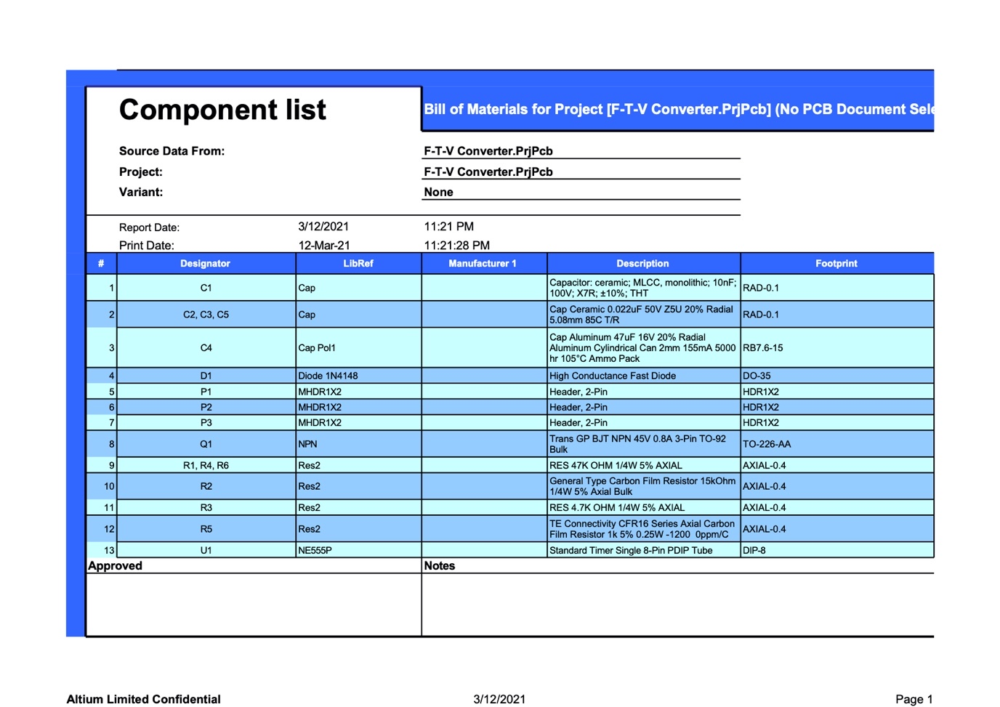 Component list
Bill of Materials for Project [F-T-V Converter.PrjPcb] (No PCB Document Sele
Source Data From: F-T-V Converter.PrjPcb
Project: F-T-V Converter.PrjPcb
Variant: None
Report Date: 3/12/2021 11:21 PM
Print Date: 12-Mar-21 11:21:28 PM
# Designator LibRef Manufacturer 1 Description Footprint
1 C1 Cap Capacitor: ceramic; MLCC, monolithic; 10nF; RAD-0.1
100V; X7R; ±10%; THT
2 C2, C3, C5 Cap Cap Ceramic 0.022uF 50V Z5U 20% Radial RAD-0.1
5.08mm 85C T/R
3 C4 Cap Pol1 Cap Aluminum 47uF 16V 20% Radial RB7.6-15
Aluminum Cylindrical Can 2mm 155mA 5000
hr 105°C Ammo Pack
4 D1 Diode 1N4148 High Conductance Fast Diode DO-35
5 P1 MHDR1X2 Header, 2-Pin HDR1X2
6 P2 MHDR1X2 Header, 2-Pin HDR1X2
7 P3 MHDR1X2 Header, 2-Pin HDR1X2
8 Q1 NPN Trans GP BJT NPN 45V 0.8A 3-Pin TO-92 TO-226-AA
Bulk
9 R1, R4, R6 Res2 RES 47K OHM 1/4W 5% AXIAL AXIAL-0.4
10 R2 Res2 General Type Carbon Film Resistor 15kOhm AXIAL-0.4
1/4W 5% Axial Bulk
11 R3 Res2 RES 4.7K OHM 1/4W 5% AXIAL AXIAL-0.4
12 R5 Res2 TE Connectivity CFR16 Series Axial Carbon AXIAL-0.4
Film Resistor 1k 5% 0.25W -1200 0ppm/C
13 U1 NE555P Standard Timer Single 8-Pin PDIP Tube DIP-8
Approved Notes
Altium Limited Confidential 3/12/2021 Page 1